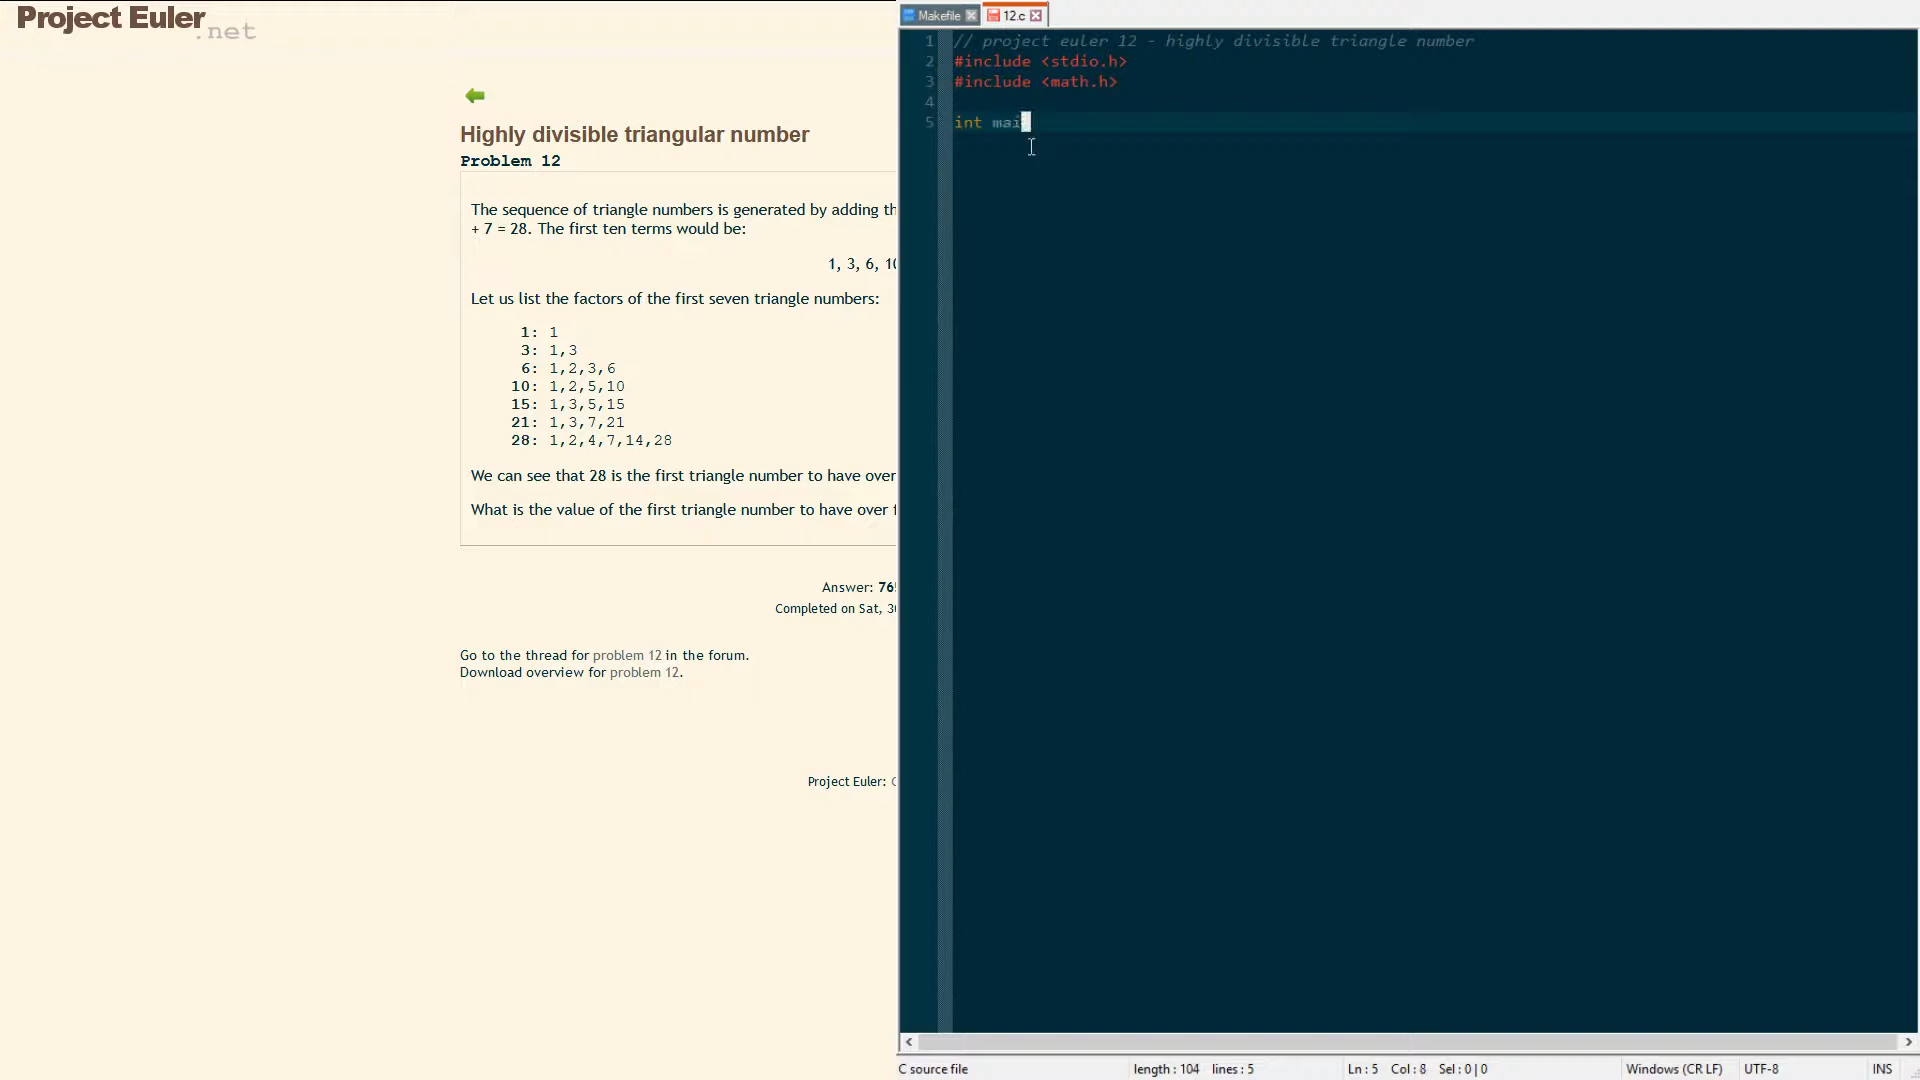 Project Euler
.net
Highly divisible triangular number
Problem 12
The sequence of triangle numbers is generated by adding th
+ 7 = 28. The first ten terms would be:
1, 3, 6, 10
Let us list the factors of the first seven triangle numbers:
1: 1
3: 1,3
6: 1,2,3,6
10: 1,2,5,10
15: 1,3,5,15
21: 1,3,7,21
28: 1,2,4,7,14,28
We can see that 28 is the first triangle number to have over
What is the value of the first triangle number to have over f
Answer: 76
Completed on Sat, 3
Go to the thread for problem 12 in the forum.
Download overview for problem 12.
Project Euler: C
Makefile
12.c
1 // project euler 12 - highly divisible triangle number
2 #include <stdio.h>
3 #include <math.h>
4
5 int mai
C source file
length : 104 lines : 5
Ln : 5 Col : 8 Sel : 0 | 0
Windows (CR LF)
UTF-8
INS